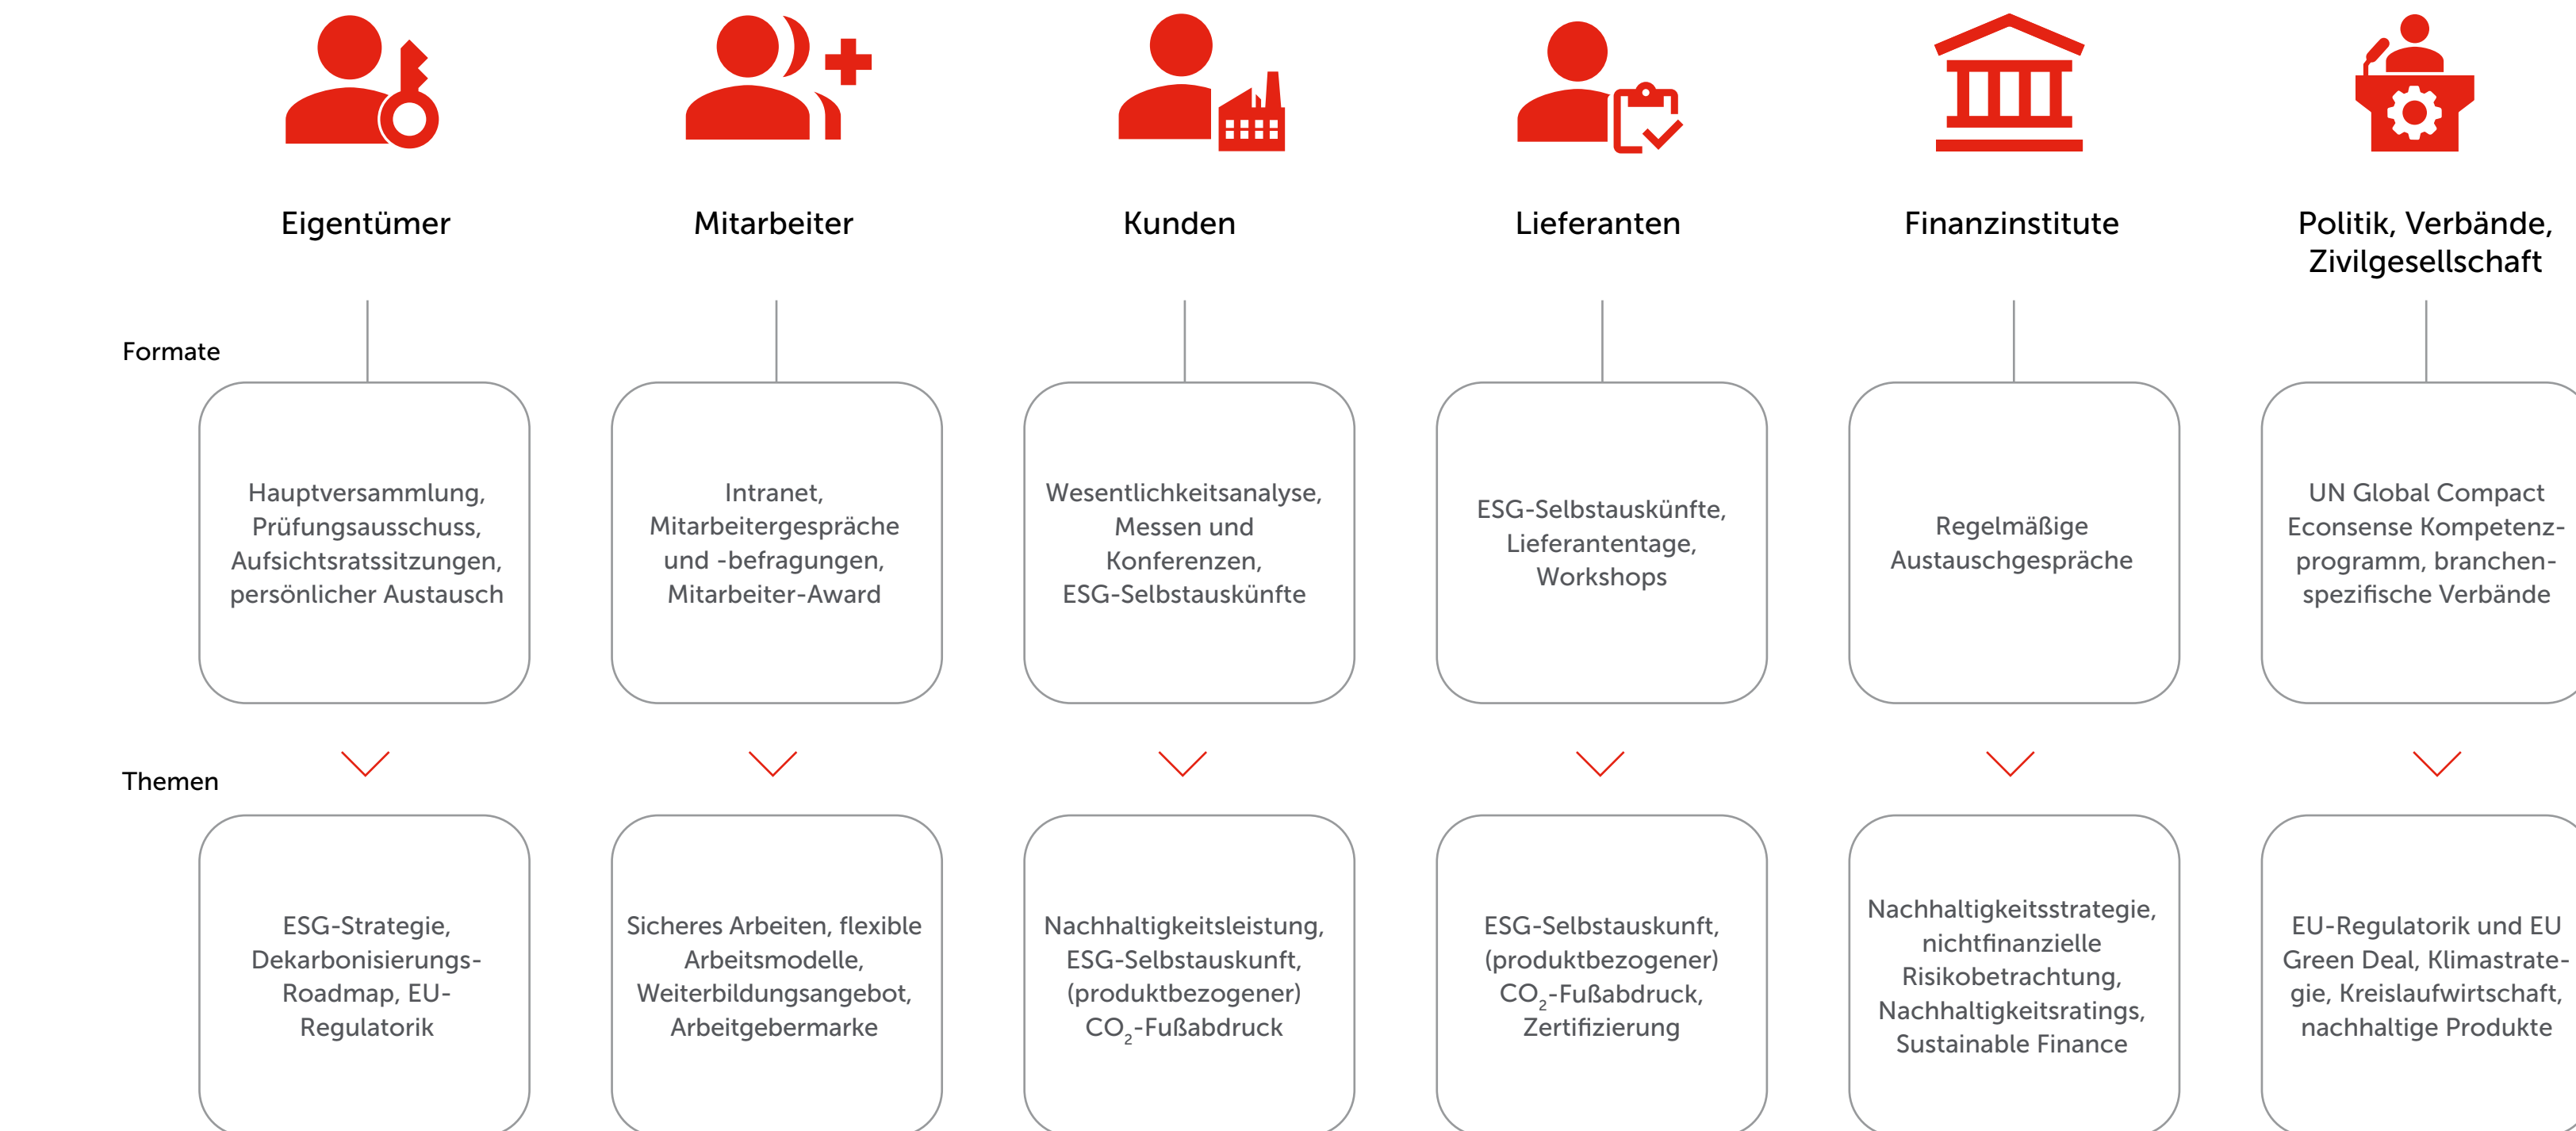 Eigentümer
Mitarbeiter
Kunden
Lieferanten
Finanzinstitute
Politik, Verbände,
Zivilgesellschaft
Formate
Hauptversammlung,
Prüfungsausschuss,
Aufsichtsratssitzungen,
persönlicher Austausch
Intranet,
Mitarbeitergespräche
und -befragungen,
Mitarbeiter-Award
Wesentlichkeitsanalyse,
Messen und
Konferenzen,
ESG-Selbstauskünfte
ESG-Selbstauskünfte,
Lieferantentage,
Workshops
Regelmäßige
Austauschgespräche
UN Global Compact
Econsense Kompetenz-
programm, branchen-
spezifische Verbände
Themen
ESG-Strategie,
Dekarbonisierungs-
Roadmap, EU-
Regulatorik
Sicheres Arbeiten, flexible
Arbeitsmodelle,
Weiterbildungsangebot,
Arbeitgebermarke
Nachhaltigkeitsleistung,
ESG-Selbstauskunft,
(produktbezogener)
CO₂-Fußabdruck
ESG-Selbstauskunft,
(produktbezogener)
CO₂-Fußabdruck,
Zertifizierung
Nachhaltigkeitsstrategie,
nichtfinanzielle
Risikobetrachtung,
Nachhaltigkeitsratings,
Sustainable Finance
EU-Regulatorik und EU
Green Deal, Klimastrate-
gie, Kreislaufwirtschaft,
nachhaltige Produkte